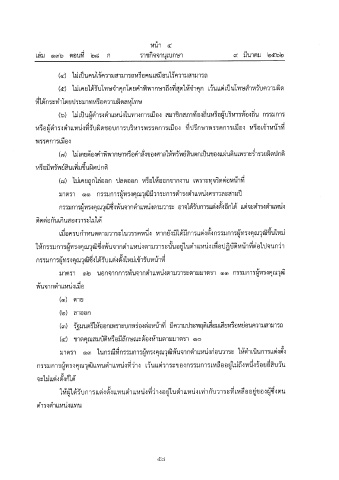 หน้า ๔
เล่ม ๑๓๖ ตอนที่ ๒๘ ก ราชกิจจานุเบกษา ๙ มีนาคม ๒๕๖๒
(๔) ไม่เป็นคนไร้ความสามารถหรือคนเสมือนไร้ความสามารถ
(๕) ไม่เคยได้รับโทษจำคุกโดยคำพิพากษาถึงที่สุดให้จำคุก เว้นแต่เป็นโทษสำหรับความผิด
ที่ได้กระทำโดยประมาทหรือความผิดลหุโทษ
(๖) ไม่เป็นผู้ดำรงตำแหน่งในทางการเมือง สมาชิกสภาท้องถิ่นหรือผู้บริหารท้องถิ่น กรรมการ
หรือผู้ดำรงตำแหน่งที่รับผิดชอบการบริหารพรรคการเมือง ที่ปรึกษาพรรคการเมือง หรือเจ้าหน้าที่
พรรคการเมือง
(๗) ไม่เคยต้องคำพิพากษาหรือคำสั่งของศาลให้ทรัพย์สินตกเป็นของแผ่นดินเพราะร่ำรวยผิดปกติ
หรือมีทรัพย์สินเพิ่มขึ้นผิดปกติ
(๘) ไม่เคยถูกไล่ออก ปลดออก หรือให้ออกจากงาน เพราะทุจริตต่อหน้าที่
มาตรา ๑๑ กรรมการผู้ทรงคุณวุฒิมีวาระการดำรงตำแหน่งคราวละสามปี
กรรมการผู้ทรงคุณวุฒิซึ่งพ้นจากตำแหน่งตามวาระ อาจได้รับการแต่งตั้งอีกได้ แต่จะดำรงตำแหน่ง
ติดต่อกันเกินสองวาระไม่ได้
เมื่อครบกำหนดตามวาระในวรรคหนึ่ง หากยังมิได้มีการแต่งตั้งกรรมการผู้ทรงคุณวุฒิขึ้นใหม่
ให้กรรมการผู้ทรงคุณวุฒิซึ่งพ้นจากตำแหน่งตามวาระนั้นอยู่ในตำแหน่งเพื่อปฏิบัติหน้าที่ต่อไปจนกว่า
กรรมการผู้ทรงคุณวุฒิซึ่งได้รับแต่งตั้งใหม่เข้ารับหน้าที่
มาตรา ๑๒ นอกจากการพ้นจากตำแหน่งตามวาระตามมาตรา ๑๑ กรรมการผู้ทรงคุณวุฒิ
พ้นจากตำแหน่งเมื่อ
(๑) ตาย
(๒) ลาออก
(๓) รัฐมนตรีให้ออกเพราะบกพร่องต่อหน้าที่ มีความประพฤติเสื่อมเสียหรือหย่อนความสามารถ
(๔) ขาดคุณสมบัติหรือมีลักษณะต้องห้ามตามมาตรา ๑๐
มาตรา ๑๓ ในกรณีที่กรรมการผู้ทรงคุณวุฒิพ้นจากตำแหน่งก่อนวาระ ให้ดำเนินการแต่งตั้ง
กรรมการผู้ทรงคุณวุฒิแทนตำแหน่งที่ว่าง เว้นแต่วาระของกรรมการเหลืออยู่ไม่ถึงหนึ่งร้อยยี่สิบวัน
จะไม่แต่งตั้งก็ได้
ให้ผู้ได้รับการแต่งตั้งแทนตำแหน่งที่ว่างอยู่ในตำแหน่งเท่ากับวาระที่เหลืออยู่ของผู้ซึ่งตน
ดำรงตำแหน่งแทน
๕๘